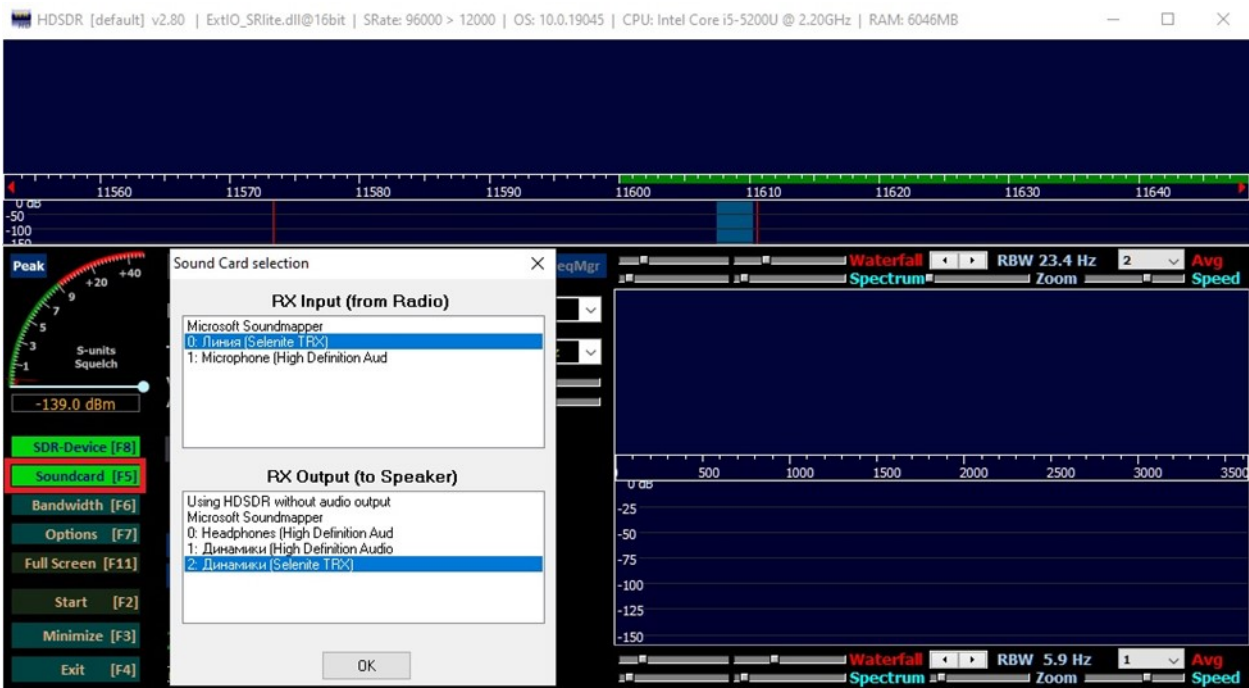 HDSDR [default] v2.80 | ExtIO_SRlite.dll@16bit | SRate: 96000 > 12000 | OS: 10.0.19045 | CPU: Intel Core i5-5200U @ 2.20GHz | RAM: 6046MB
11560 11570 11580 11590 11600 11610 11620 11630 11640
0 dB
-50
-100
-150
Peak
1 3 5 7 9 +20 +40
S-units
Squelch
-139.0 dBm
SDR-Device [F8]
Soundcard [F5]
Bandwidth [F6]
Options [F7]
Full Screen [F11]
Start [F2]
Minimize [F3]
Exit [F4]
Sound Card selection
RX Input (from Radio)
Microsoft Soundmapper
0: Линия (Selenite TRX)
1: Microphone (High Definition Aud
RX Output (to Speaker)
Using HDSDR without audio output
Microsoft Soundmapper
0: Headphones (High Definition Aud
1: Динамики (High Definition Audio
2: Динамики (Selenite TRX)
OK
eqMgr
Waterfall RBW 23.4 Hz 2 Avg
Spectrum Zoom Speed
500 1000 1500 2000 2500 3000 3500
0 dB
-25
-50
-75
-100
-125
-150
Waterfall RBW 5.9 Hz 1 Avg
Spectrum Zoom Speed